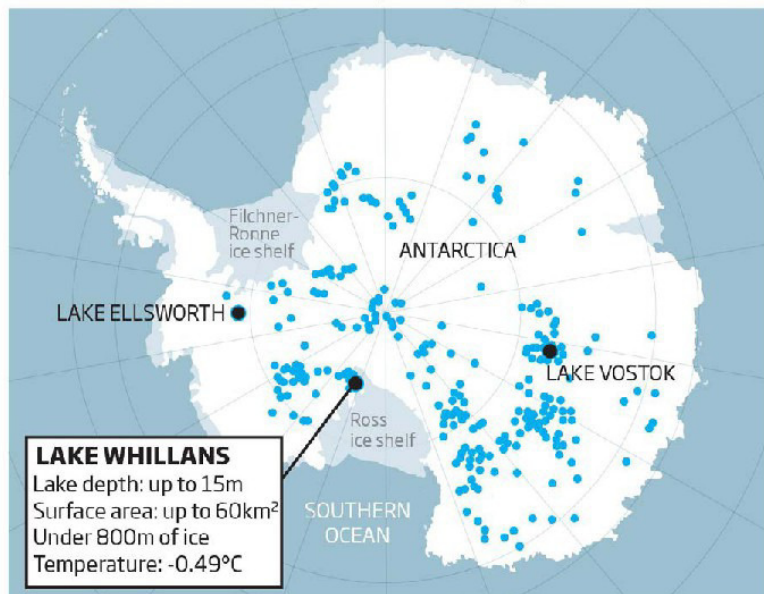 Filchner-
Ronne
ice shelf
ANTARCTICA
LAKE ELLSWORTH
LAKE VOSTOK
Ross
ice shelf
LAKE WHILLANS
Lake depth: up to 15m
Surface area: up to 60km²
Under 800m of ice
Temperature: -0.49°C
SOUTHERN
OCEAN